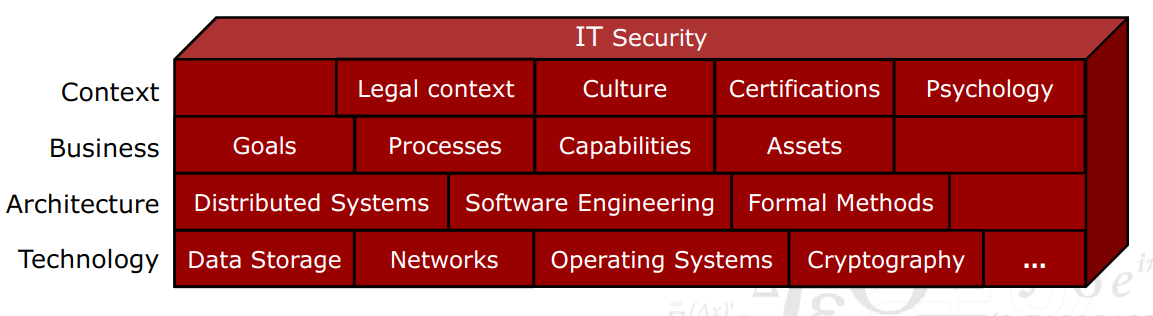 IT Security
Context Legal context Culture Certifications Psychology
Business Goals Processes Capabilities Assets
Architecture Distributed Systems Software Engineering Formal Methods
Technology Data Storage Networks Operating Systems Cryptography ...